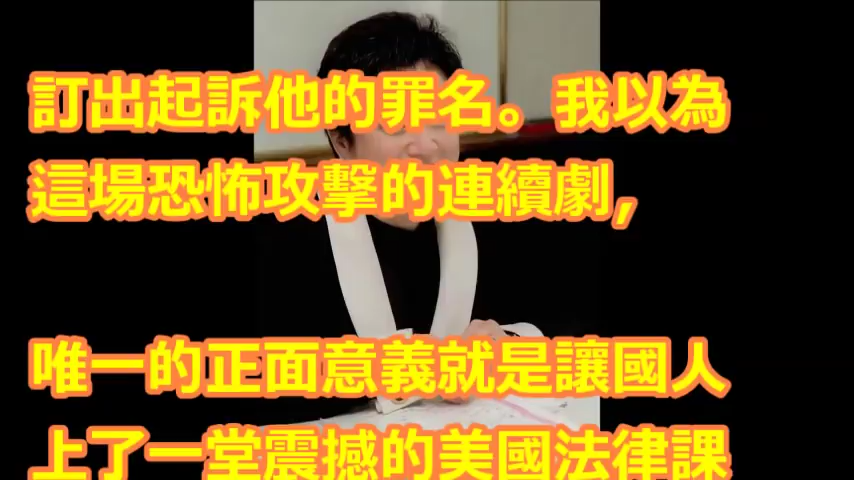 訂出起訴他的罪名。我以為
這場恐怖攻擊的連續劇,
唯一的正面意義就是讓國人
上了一堂震撼的美國法律課